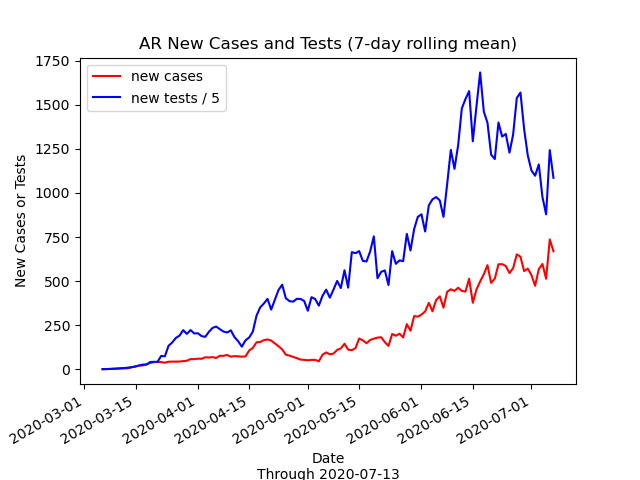 AR New Cases and Tests (7-day rolling mean)
new cases
new tests / 5
New Cases or Tests
1750
1500
1250
1000
750
500
250
0
2020-03-01
2020-03-15
2020-04-01
2020-04-15
2020-05-01
2020-05-15
2020-06-01
2020-06-15
2020-07-01
Date
Through 2020-07-13